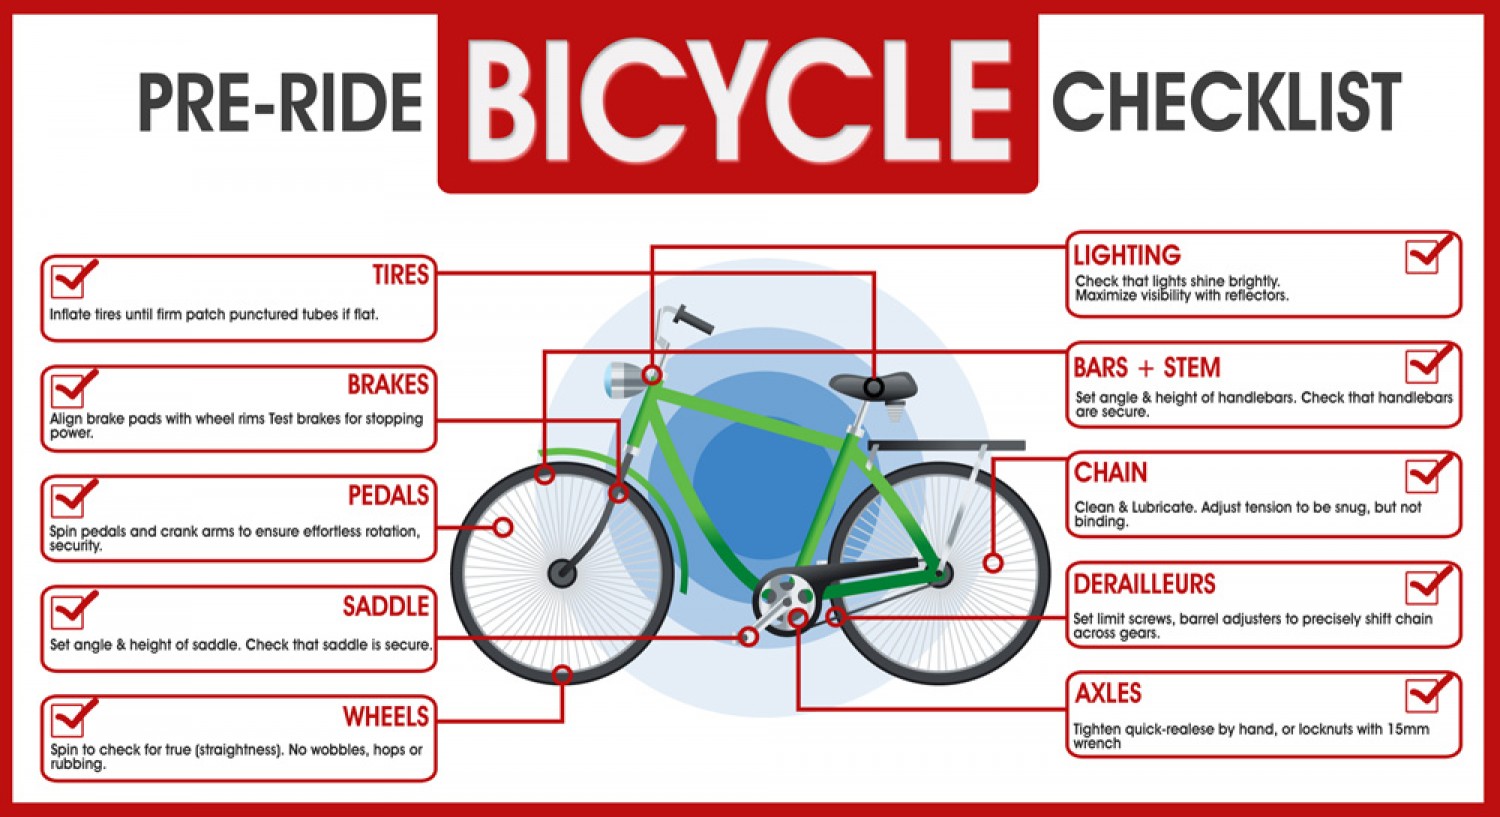 PRE-RIDE BICYCLE CHECKLIST
TIRES
Inflate tires until firm patch punctured tubes if flat.
BRAKES
Align brake pads with wheel rims Test brakes for stopping
power.
PEDALS
Spin pedals and crank arms to ensure effortless rotation,
security.
SADDLE
Set angle & height of saddle. Check that saddle is secure.
WHEELS
Spin to check for true (straightness). No wobbles, hops or
rubbing.
LIGHTING
Check that lights shine brightly.
Maximize visibility with reflectors.
BARS + STEM
Set angle & height of handlebars. Check that handlebars
are secure.
CHAIN
Clean & Lubricate. Adjust tension to be snug, but not
binding.
DERAILLEURS
Set limit screws, barrel adjusters to precisely shift chain
across gears.
AXLES
Tighten quick-realese by hand, or locknuts with 15mm
wrench